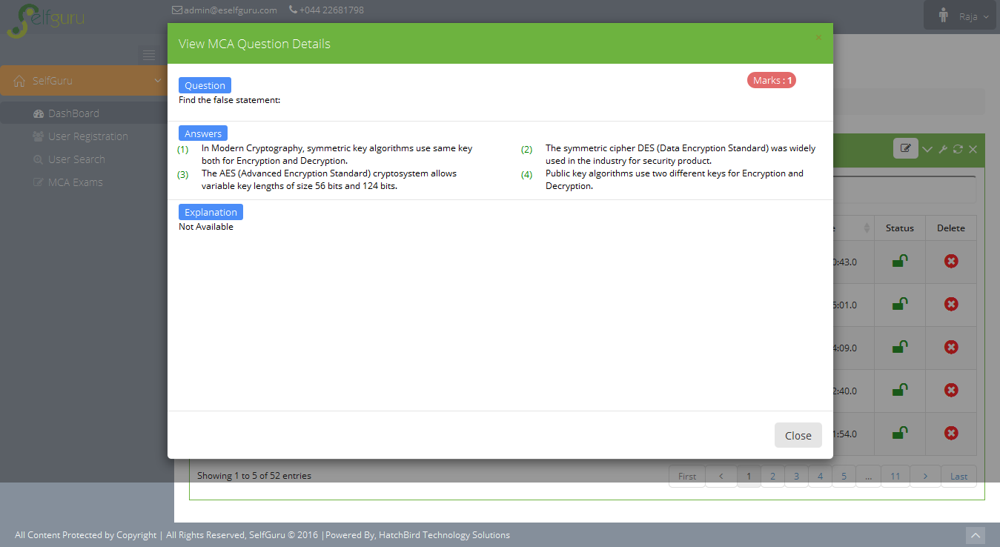 elfguru
admin@eselfguru.com +044 22681798
Raja
View MCA Question Details
×
SelfGuru
DashBoard
User Registration
User Search
MCA Exams
Question
Marks : 1
Find the false statement:
Answers
(1) In Modern Cryptography, symmetric key algorithms use same key
both for Encryption and Decryption.
(2) The symmetric cipher DES (Data Encryption Standard) was widely
used in the industry for security product.
(3) The AES (Advanced Encryption Standard) cryptosystem allows
variable key lengths of size 56 bits and 124 bits.
(4) Public key algorithms use two different keys for Encryption and
Decryption.
Explanation
Not Available
Close
e Status Delete
0:43.0
5:01.0
4:09.0
2:40.0
1:54.0
Showing 1 to 5 of 52 entries
First < 1 2 3 4 5 ... 11 > Last
All Content Protected by Copyright | All Rights Reserved, SelfGuru © 2016 |Powered By, HatchBird Technology Solutions